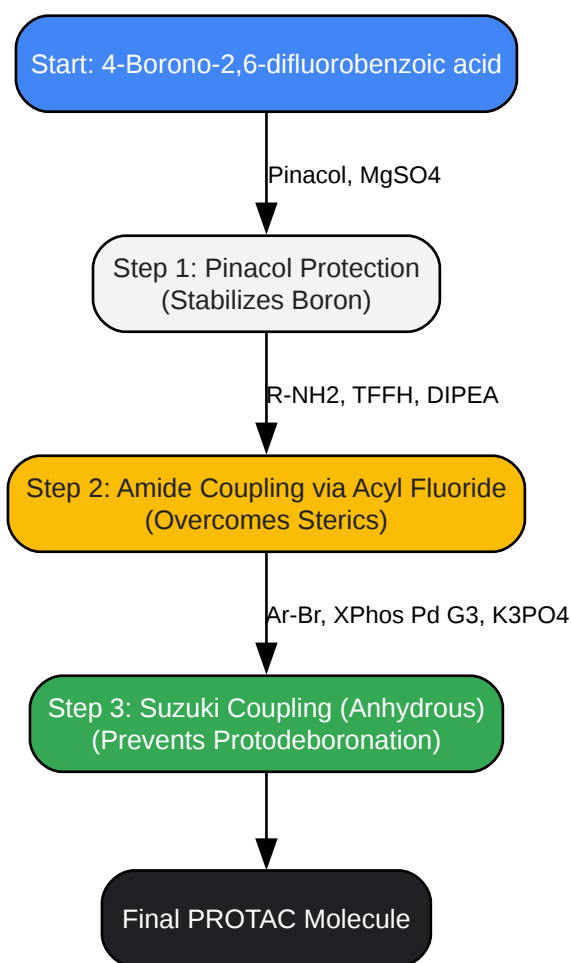 Start: 4-Borono-2,6-difluorobenzoic acid
Pinacol, MgSO4
Step 1: Pinacol Protection
(Stabilizes Boron)
R-NH2, TFFH, DIPEA
Step 2: Amide Coupling via Acyl Fluoride
(Overcomes Sterics)
Ar-Br, XPhos Pd G3, K3PO4
Step 3: Suzuki Coupling (Anhydrous)
(Prevents Protodeboronation)
Final PROTAC Molecule